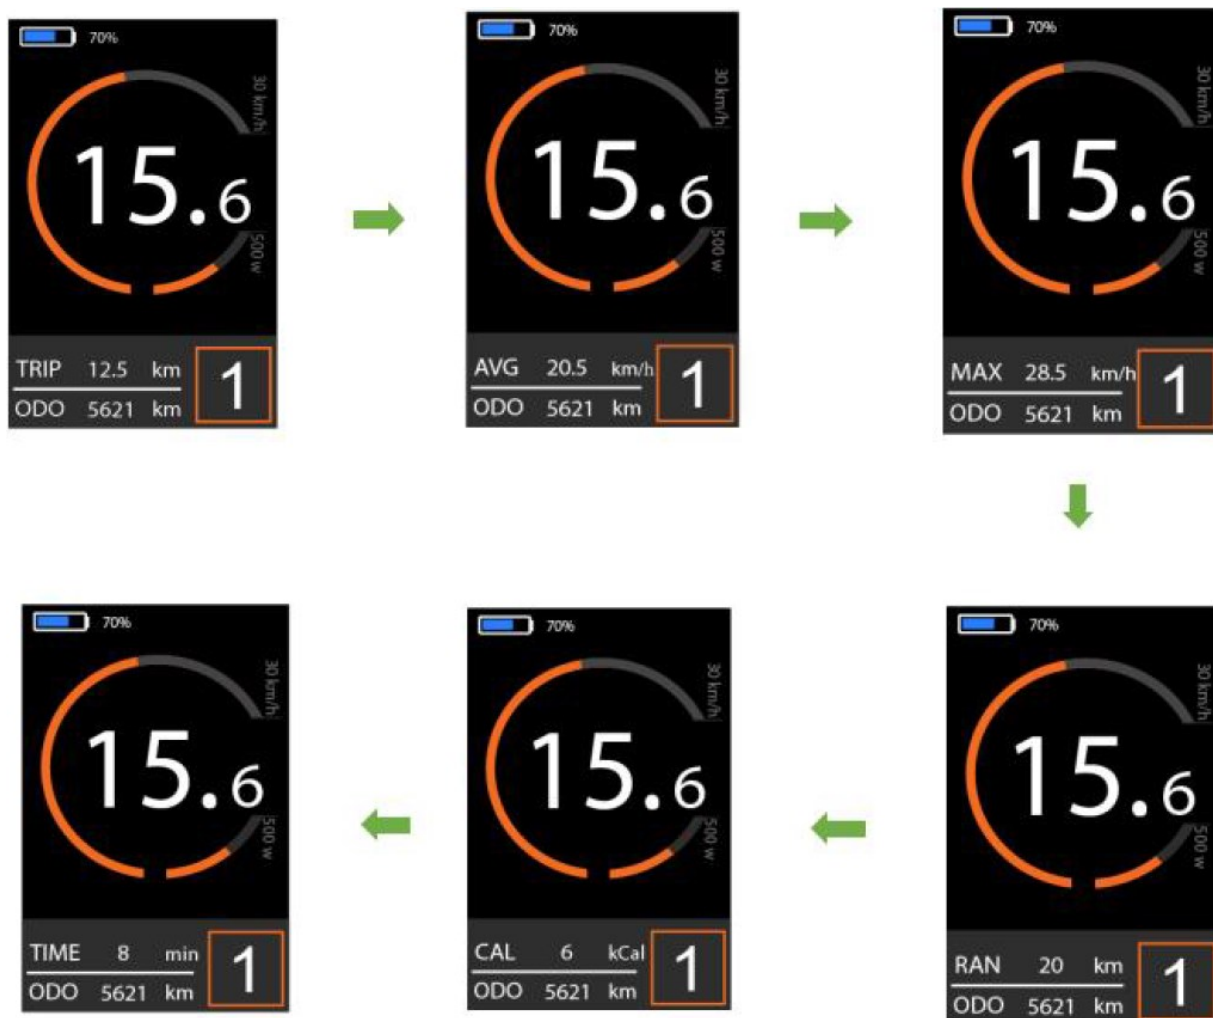 70%
30 km/h
15.6
500 w
TRIP 12.5 km
ODO 5621 km
1
70%
30 km/h
15.6
500 w
AVG 20.5 km/h
ODO 5621 km
1
70%
30 km/h
15.6
500 w
MAX 28.5 km/h
ODO 5621 km
1
70%
30 km/h
15.6
500 w
RAN 20 km
ODO 5621 km
1
70%
30 km/h
15.6
500 w
CAL 6 kCal
ODO 5621 km
1
70%
30 km/h
15.6
500 w
TIME 8 min
ODO 5621 km
1